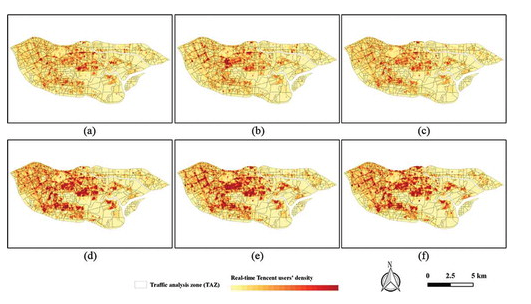 (a) (b) (c)
(d) (e) (f)
N
Real-time Tencent users' density
Traffic analysis zone (TAZ)
0 2.5 5 km